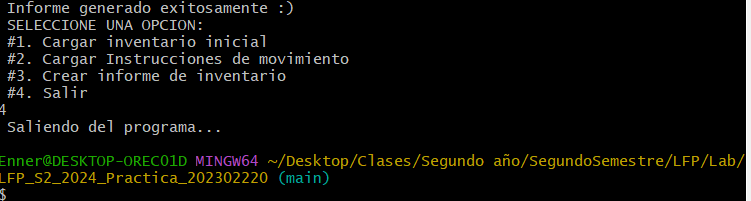 Informe generado exitosamente :)
SELECCIONE UNA OPCION:
#1. Cargar inventario inicial
#2. Cargar Instrucciones de movimiento
#3. Crear informe de inventario
#4. Salir
4
Saliendo del programa...
Enner@DESKTOP-OREC01D MINGW64 ~/Desktop/Clases/Segundo año/SegundoSemestre/LFP/Lab/
LFP_S2_2024_Practica_202302220 (main)
$